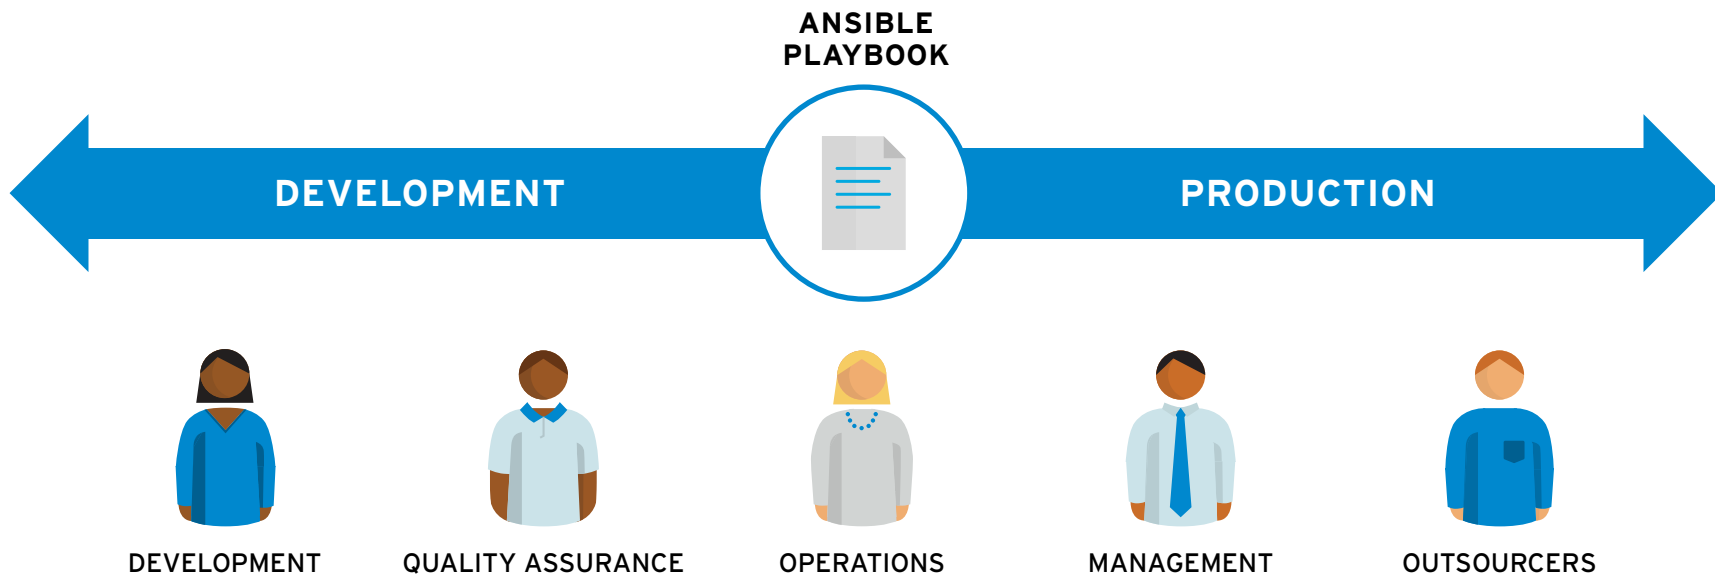 ANSIBLE
PLAYBOOK
DEVELOPMENT
PRODUCTION
DEVELOPMENT
QUALITY ASSURANCE
OPERATIONS
MANAGEMENT
OUTSOURCERS